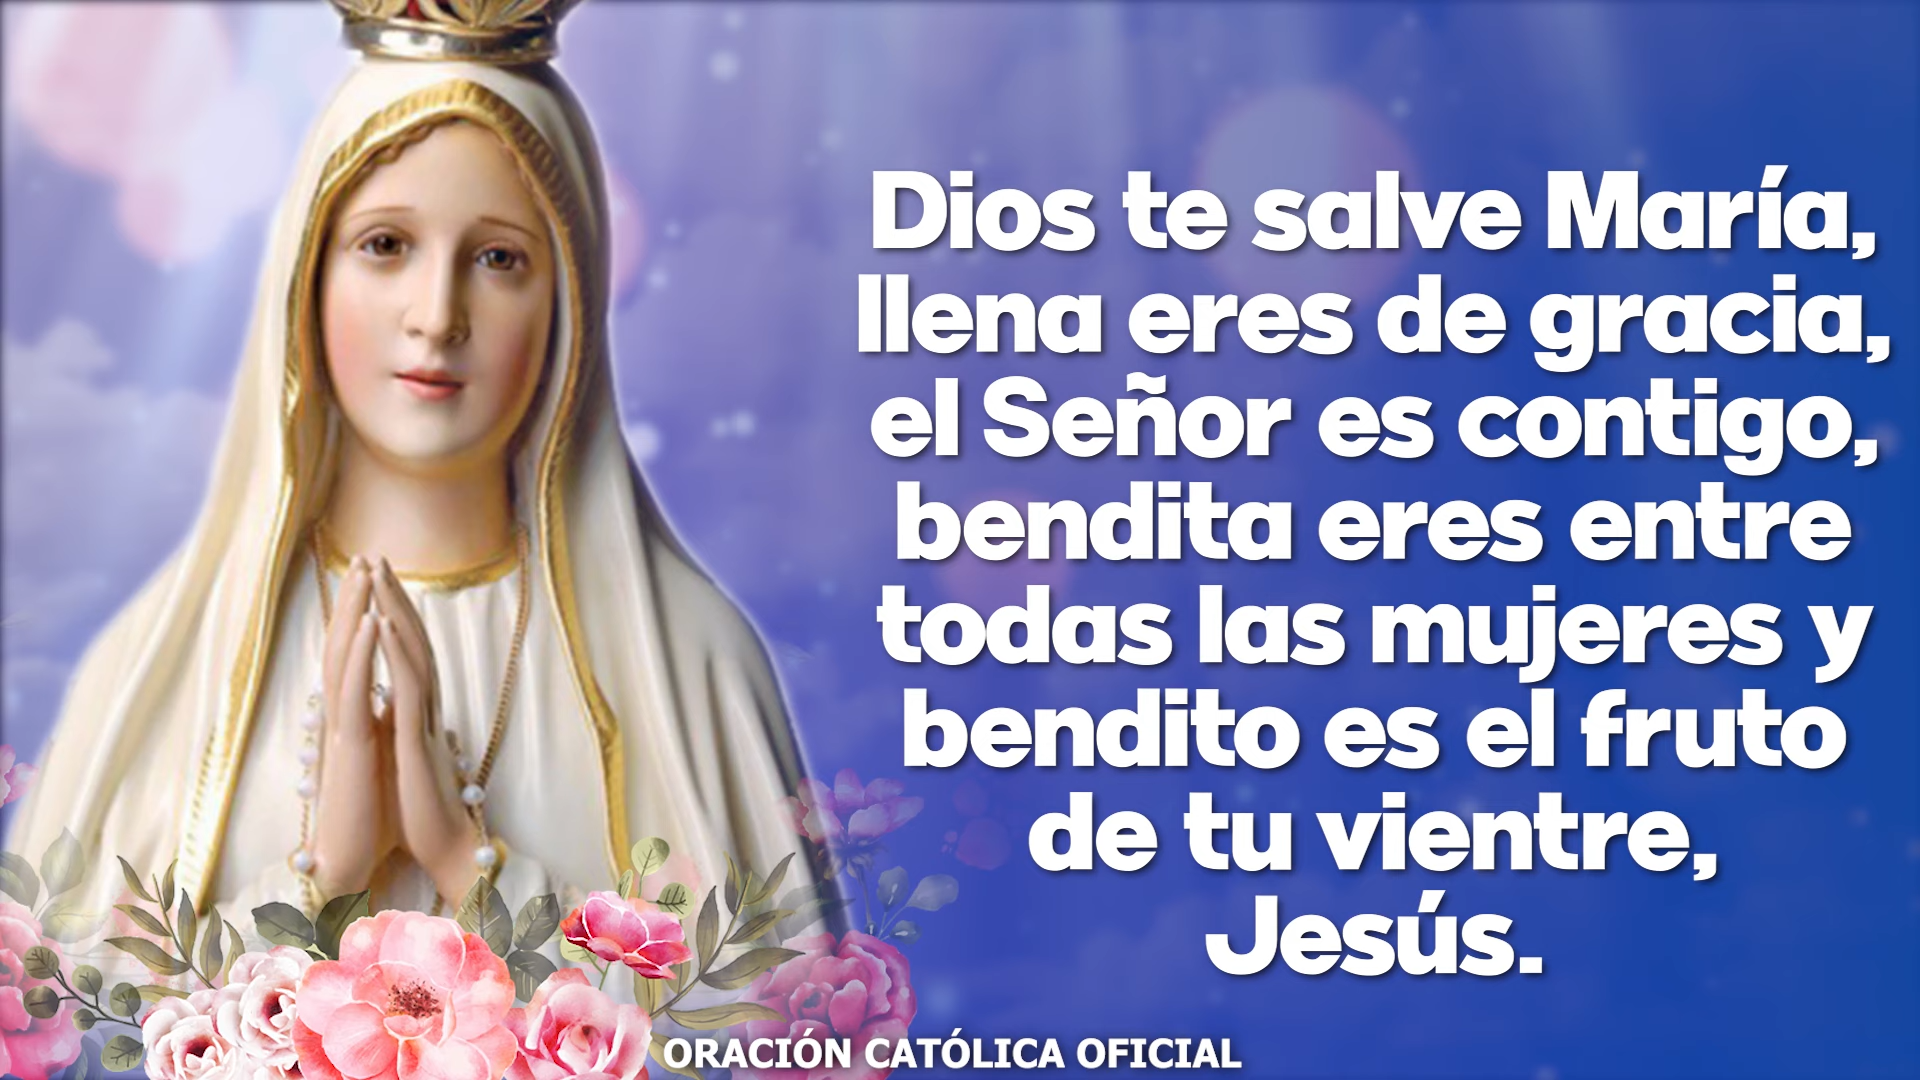 Dios te salve María,
llena eres de gracia,
el Señor es contigo,
bendita eres entre
todas las mujeres y
bendito es el fruto
de tu vientre,
Jesús.
ORACIÓN CATÓLICA OFICIAL